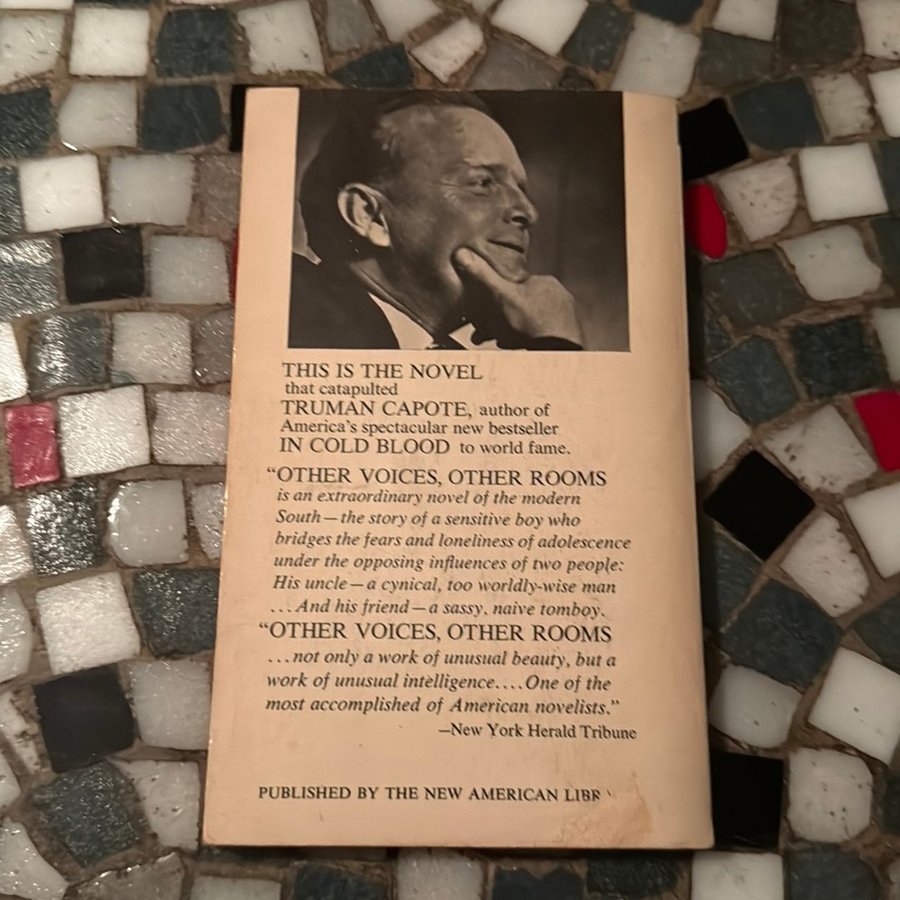 THIS IS THE NOVEL
that catapulted
TRUMAN CAPOTE, author of
America's spectacular new bestseller
IN COLD BLOOD to world fame.
“OTHER VOICES, OTHER ROOMS
is an extraordinary novel of the modern
South—the story of a sensitive boy who
bridges the fears and loneliness of adolescence
under the opposing influences of two people:
His uncle—a cynical, too worldly-wise man
...And his friend—a sassy, naive tomboy.
“OTHER VOICES, OTHER ROOMS
...not only a work of unusual beauty, but a
work of unusual intelligence....One of the
most accomplished of American novelists.”
—New York Herald Tribune
PUBLISHED BY THE NEW AMERICAN